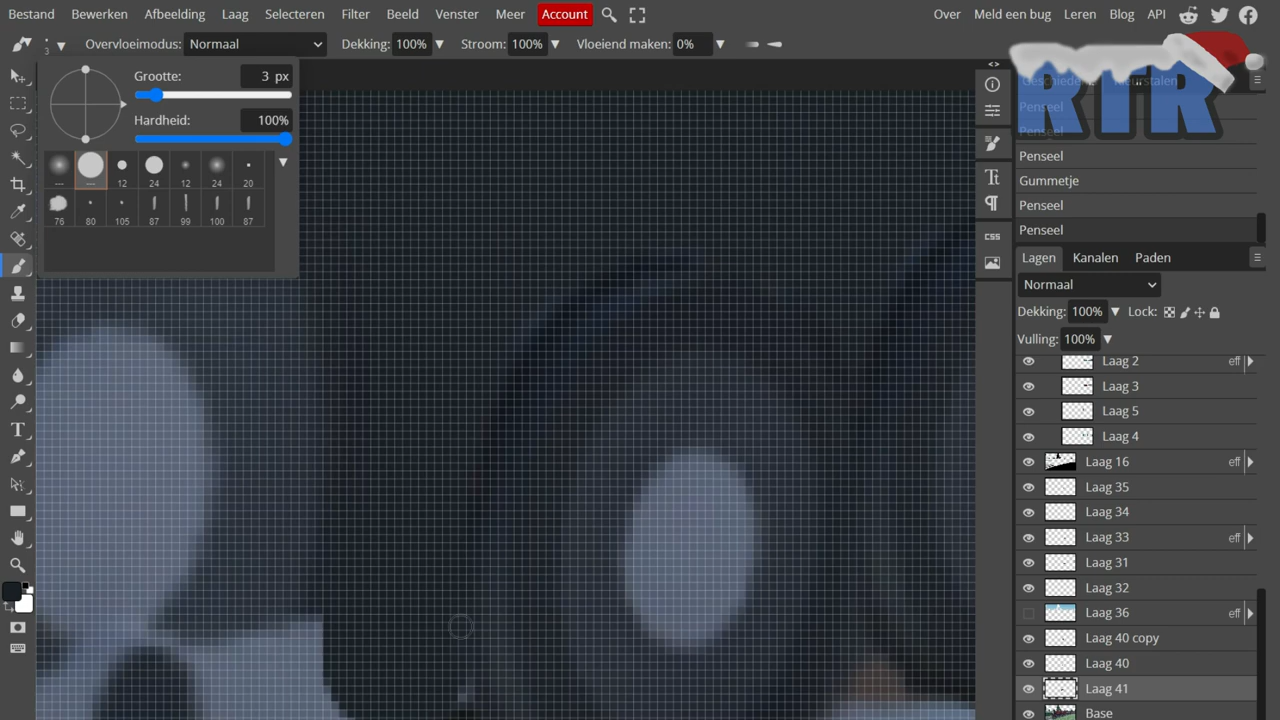 Bestand Bewerken Afbeelding Laag Selecteren Filter Beeld Venster Meer Account Over Meld een bug Leren Blog API
3 Overvloeimodus: Normaal Dekking: 100% Stroom: 100% Vloeiend maken: 0%
Grootte: 3 px
Hardheid: 100%
--- --- 12 24 12 24 20
76 80 105 87 99 100 87
RTR
Penseel
Penseel
Penseel
Gummetje
Penseel
Penseel
CSS
Lagen Kanalen Paden
Normaal
Dekking: 100% Lock:
Vulling: 100%
Laag 2 eff
Laag 3
Laag 5
Laag 4
Laag 16 eff
Laag 35
Laag 34
Laag 33 eff
Laag 31
Laag 32
Laag 36 eff
Laag 40 copy
Laag 40
Laag 41
Base